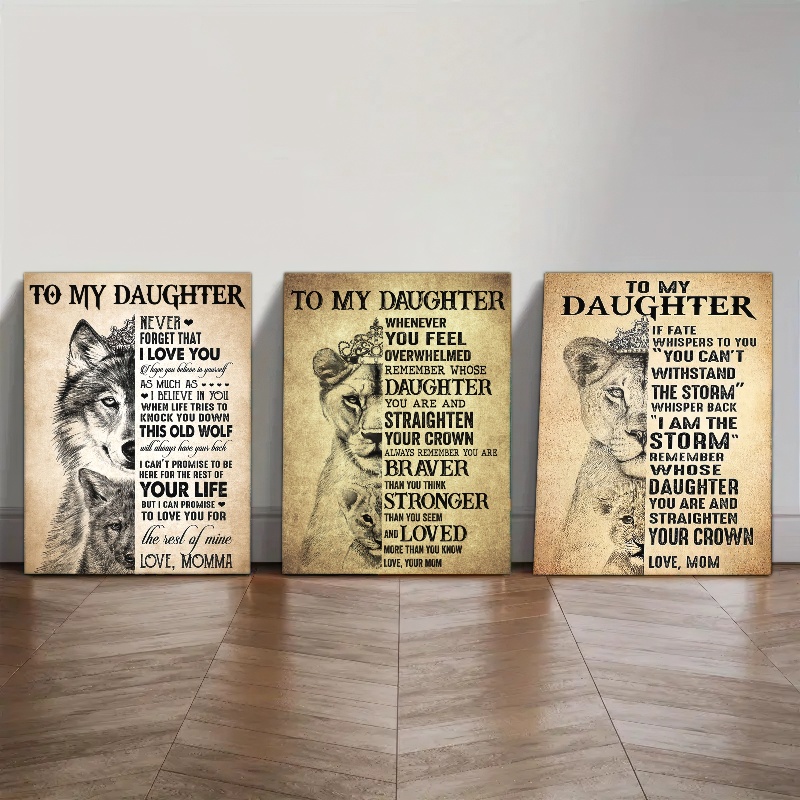 TO MY DAUGHTER
NEVER ♥
FORGET THAT
I LOVE YOU
I hope you believe in yourself
AS MUCH AS
♥ I BELIEVE IN YOU
WHEN LIFE TRIES TO
KNOCK YOU DOWN
THIS OLD WOLF
will always have your back
I CAN'T PROMISE TO BE
HERE FOR THE REST OF
YOUR LIFE
BUT I CAN PROMISE ♥
TO LOVE YOU FOR
the rest of mine
LOVE, MOMMA
TO MY DAUGHTER
WHENEVER
YOU FEEL
OVERWHELMED
REMEMBER WHOSE
DAUGHTER
YOU ARE AND
STRAIGHTEN
YOUR CROWN
ALWAYS REMEMBER YOU ARE
BRAVER
THAN YOU THINK
STRONGER
THAN YOU SEEM
AND LOVED
MORE THAN YOU KNOW
LOVE, YOUR MOM
TO MY
DAUGHTER
IF FATE
WHISPERS TO YOU
"YOU CAN'T
WITHSTAND
THE STORM"
WHISPER BACK
"I AM THE
STORM"
REMEMBER
WHOSE
DAUGHTER
YOU ARE AND
STRAIGHTEN
YOUR CROWN
LOVE, MOM